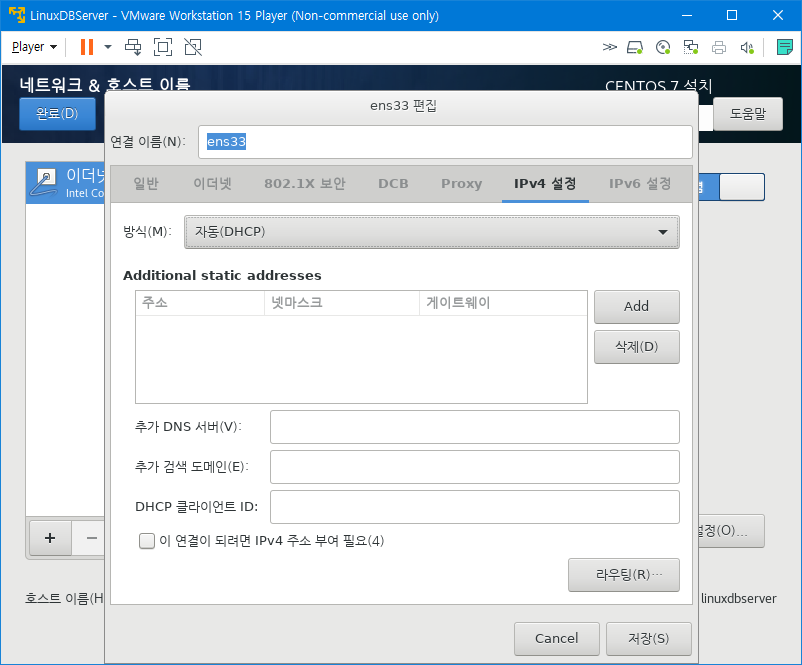 LinuxDBServer - VMware Workstation 15 Player (Non-commercial use only)
Player
네트워크 & 호스트 이름
CENTOS 7 설치
완료(D)
도움말
ens33 편집
연결 이름(N): ens33
일반 이더넷 802.1X 보안 DCB Proxy IPv4 설정 IPv6 설정
이더넷
Intel Co
방식(M): 자동(DHCP)
Additional static addresses
주소 넷마스크 게이트웨이
Add
삭제(D)
추가 DNS 서버(V):
추가 검색 도메인(E):
DHCP 클라이언트 ID:
+ −
설정(O)...
이 연결이 되려면 IPv4 주소 부여 필요(4)
라우팅(R)…
호스트 이름(H
linuxdbserver
Cancel 저장(S)